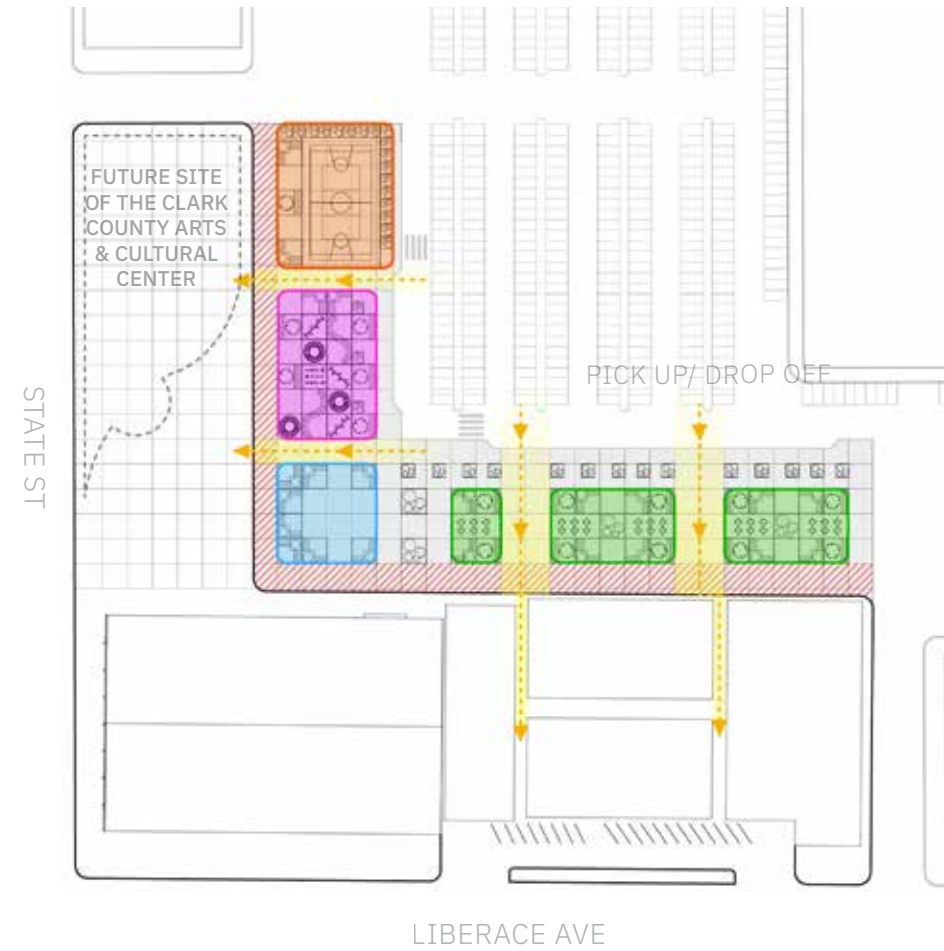 FUTURE SITE
OF THE CLARK
COUNTY ARTS
& CULTURAL
CENTER
PICK UP/ DROP OFF
STATE ST
LIBERACE AVE